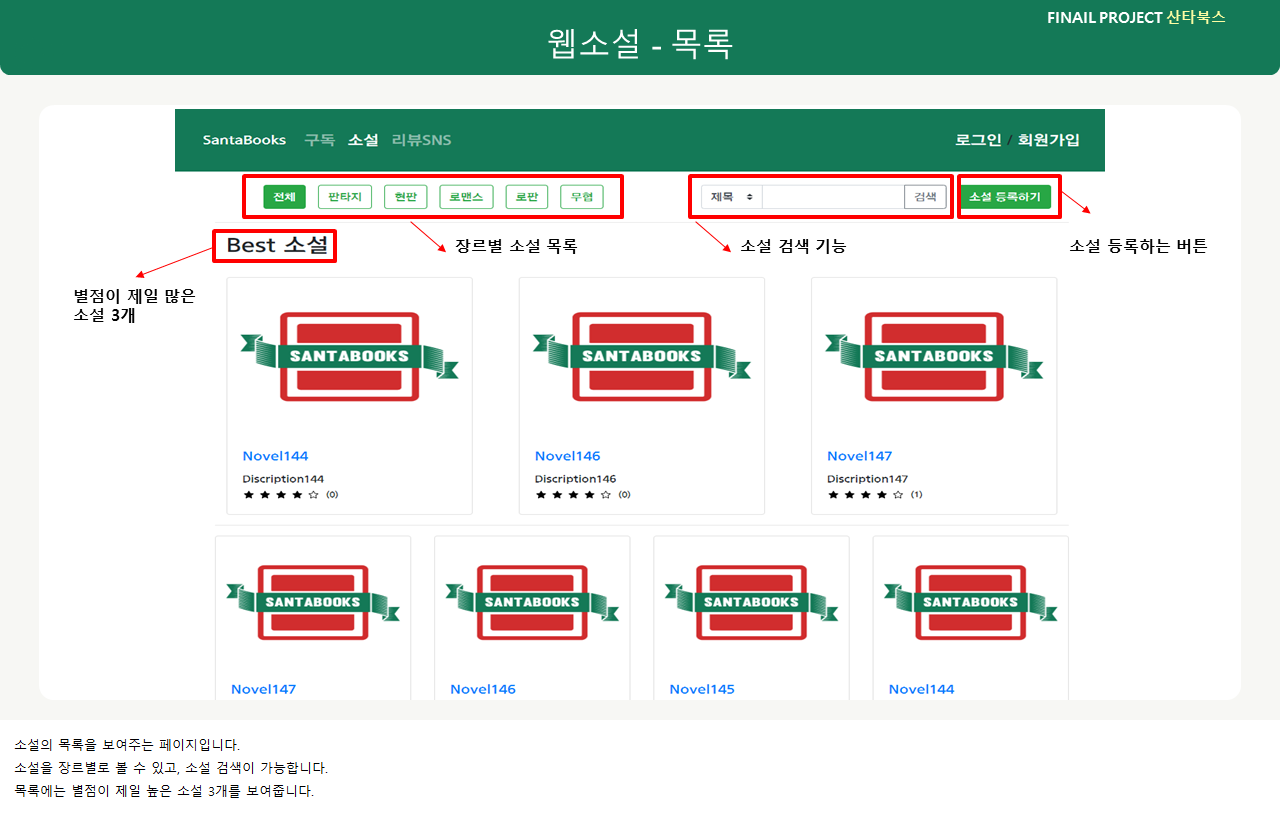 FINAIL PROJECT 산타북스
웹소설 - 목록
SantaBooks 구독 소설 리뷰SNS 로그인 / 회원가입
전체 판타지 현판 로맨스 로판 무협 제목 검색 소설 등록하기
Best 소설 장르별 소설 목록 소설 검색 기능 소설 등록하는 버튼
별점이 제일 많은
소설 3개
SANTABOOKS SANTABOOKS SANTABOOKS
Novel144 Novel146 Novel147
Discription144 Discription146 Discription147
★ ★ ★ ★ ☆ (0) ★ ★ ★ ★ ☆ (0) ★ ★ ★ ★ ☆ (1)
SANTABOOKS SANTABOOKS SANTABOOKS SANTABOOKS
Novel147 Novel146 Novel145 Novel144
소설의 목록을 보여주는 페이지입니다.
소설을 장르별로 볼 수 있고, 소설 검색이 가능합니다.
목록에는 별점이 제일 높은 소설 3개를 보여줍니다.